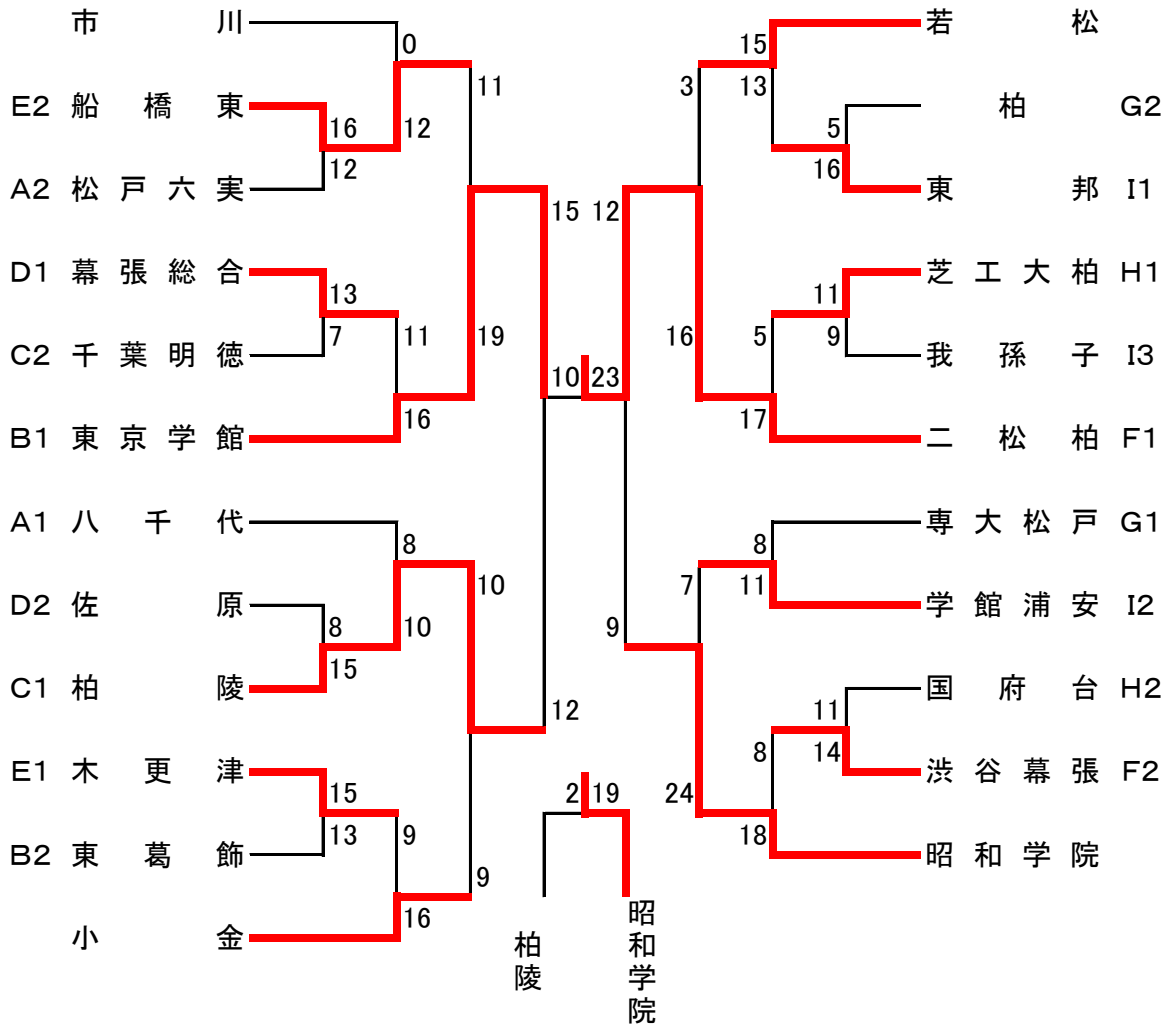 市川
0
11
E2 船橋東
16
12
12
A2 松戸六実
15
D1 幕張総合
13
7
11
19
C2 千葉明徳
B1 東京学館
16
A1 八千代
8
10
D2 佐原
8
10
15
C1 柏陵
12
E1 木更津
15
13
9
9
B2 東葛飾
16
小金
10 23
若松
15
13
3
柏 G2
5
16
東邦 I1
12
芝工大柏 H1
11
9
5
16
我孫子 I3
17
二松柏 F1
専大松戸 G1
8
11
7
学館浦安 I2
9
国府台 H2
11
14
8
渋谷幕張 F2
24
18
昭和学院
2 19
柏陵
昭和学院